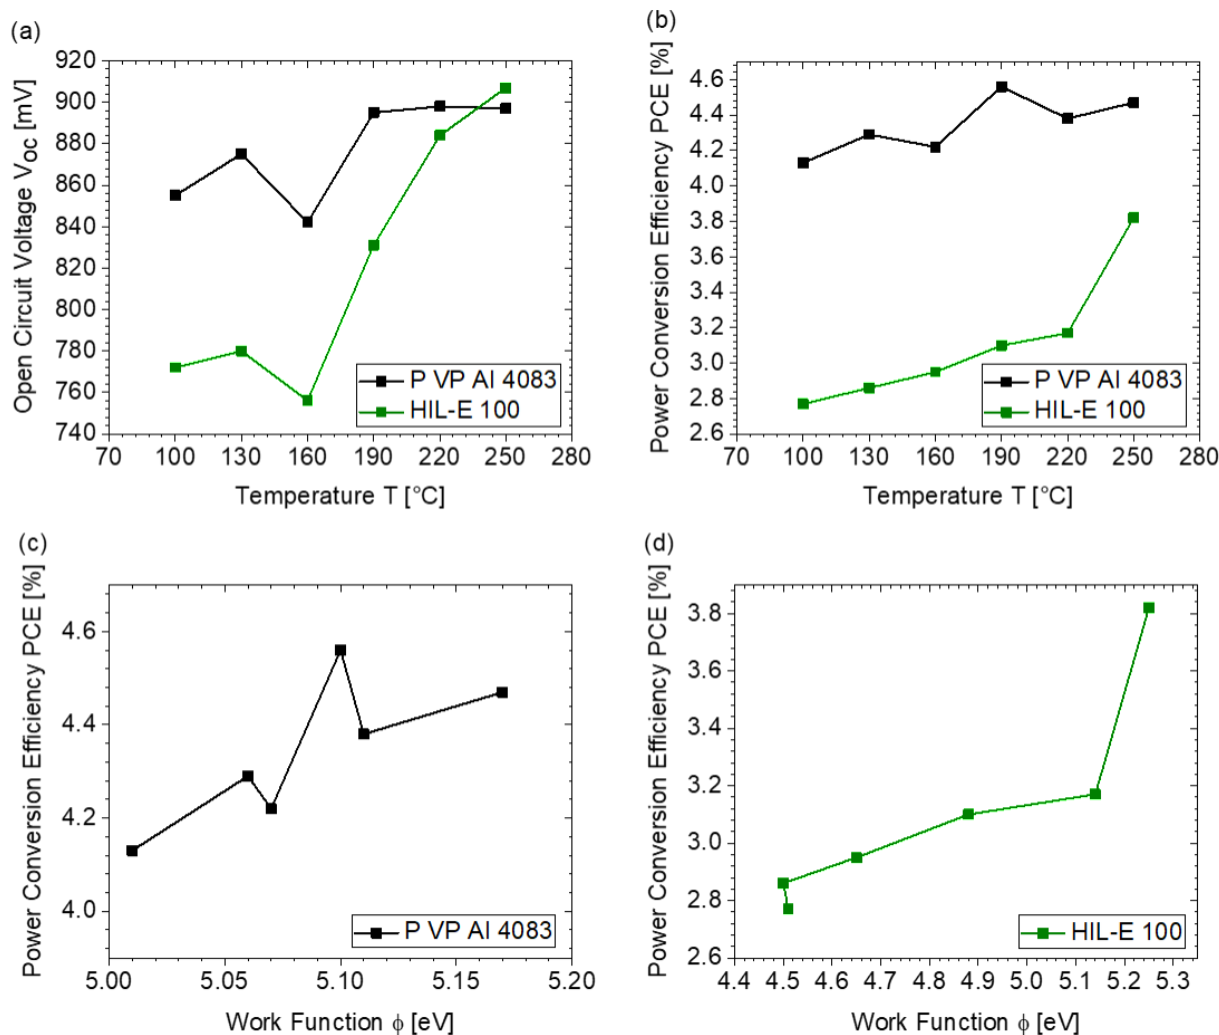 (a)
Open Circuit Voltage VOC [mV]
920
900
880
860
840
820
800
780
760
740
70 100 130 160 190 220 250 280
Temperature T [°C]
P VP AI 4083
HIL-E 100
(b)
Power Conversion Efficiency PCE [%]
4.6
4.4
4.2
4.0
3.8
3.6
3.4
3.2
3.0
2.8
2.6
70 100 130 160 190 220 250 280
Temperature T [°C]
P VP AI 4083
HIL-E 100
(c)
Power Conversion Efficiency PCE [%]
4.6
4.4
4.2
4.0
5.00 5.05 5.10 5.15 5.20
Work Function ϕ [eV]
P VP AI 4083
(d)
Power Conversion Efficiency PCE [%]
3.8
3.6
3.4
3.2
3.0
2.8
2.6
4.4 4.5 4.6 4.7 4.8 4.9 5.0 5.1 5.2 5.3
Work Function ϕ [eV]
HIL-E 100